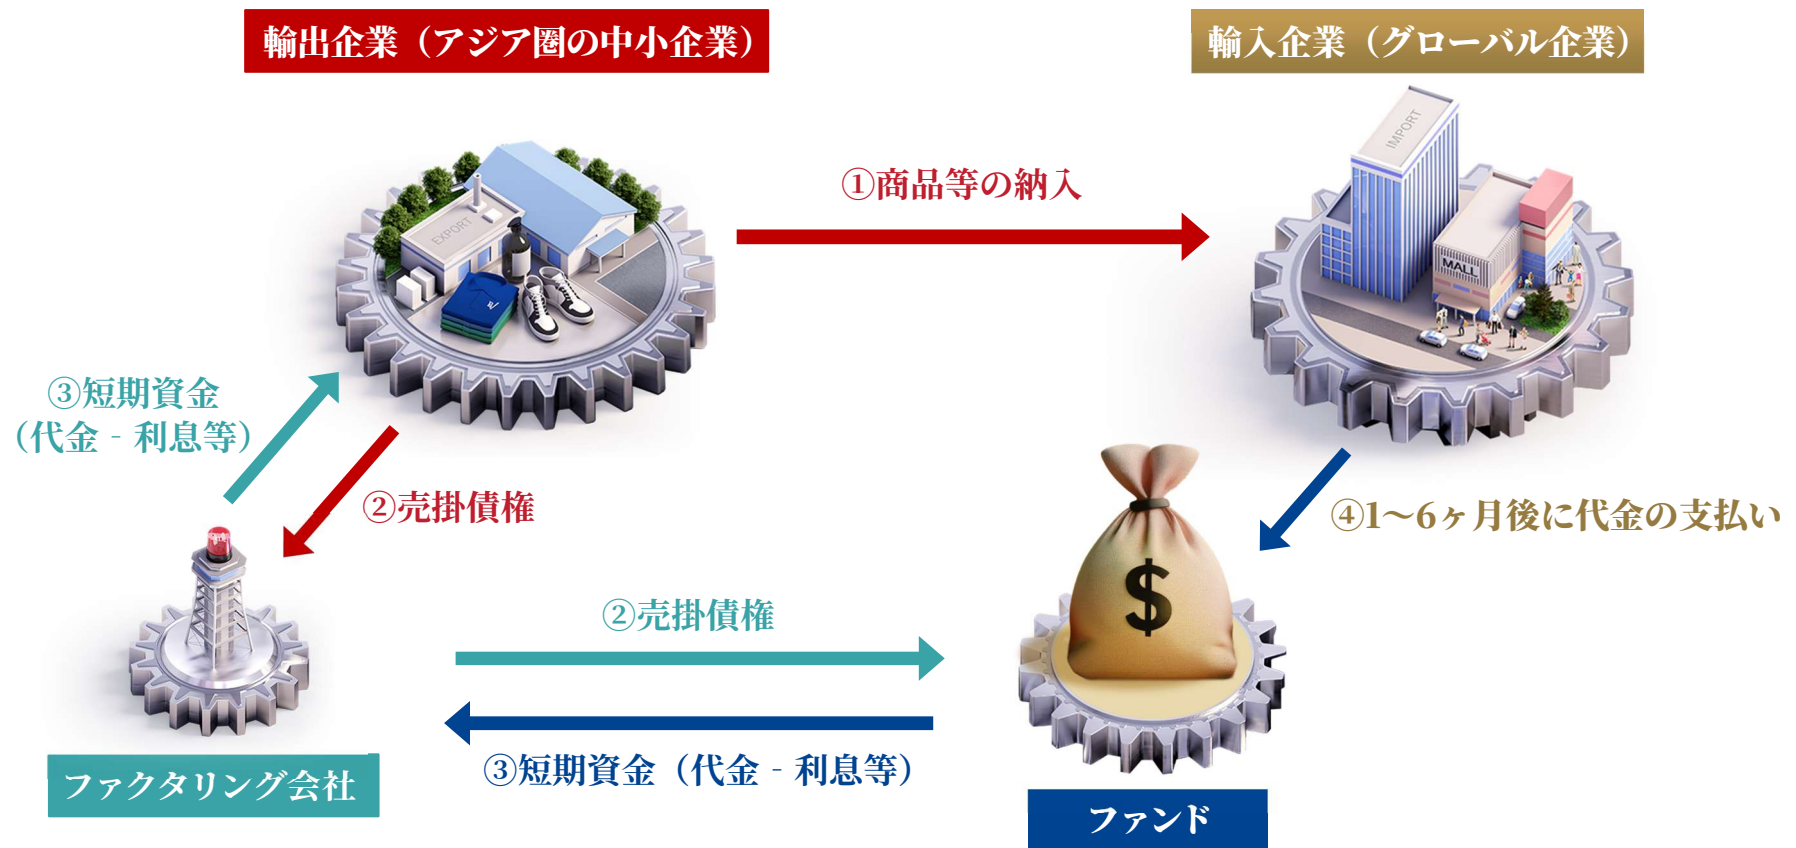 輸出企業（アジア圏の中小企業）
輸入企業（グローバル企業）
IMPORT
①商品等の納入
EXPORT
MALL
③短期資金
（代金 - 利息等）
②売掛債権
④1～6ヶ月後に代金の支払い
$
②売掛債権
③短期資金（代金 - 利息等）
ファクタリング会社
ファンド